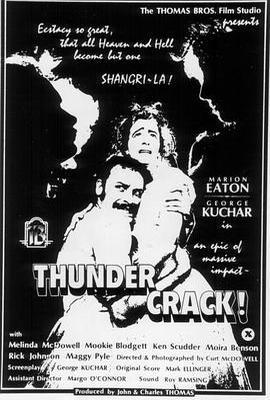 The THOMAS BROS. Film Studio
presents
Ecstacy so great,
that all Heaven and Hell
become but one
SHANGRI-LA!
MARION
EATON
GEORGE
KUCHAR
in
an epic of
massive
impact-
TB
THUNDER
CRACK!
X
with
Melinda McDowell Mookie Blodgett Ken Scudder Moira Benson
Rick Johnson Maggy Pyle Directed & Photographed by Curt McDOWELL
Screenplay George KUCHAR Original Score Mark ELLINGER
Assistant Director Margo O'CONNOR Sound Roy RAMSING
Produced by John & Charles THOMAS